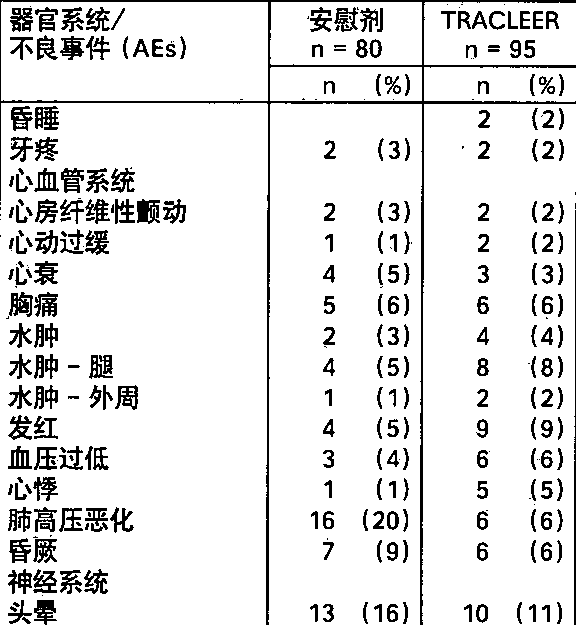 器官系统/ 安慰剂 TRACLEER
不良事件 (AEs) n = 80 n = 95
n (%) n (%)
昏睡 2 (2)
牙疼 2 (3) 2 (2)
心血管系统
心房纤维性颤动 2 (3) 2 (2)
心动过缓 1 (1) 2 (2)
心衰 4 (5) 3 (3)
胸痛 5 (6) 6 (6)
水肿 2 (3) 4 (4)
水肿 - 腿 4 (5) 8 (8)
水肿 - 外周 1 (1) 2 (2)
发红 4 (5) 9 (9)
血压过低 3 (4) 6 (6)
心悸 1 (1) 5 (5)
肺高压恶化 16 (20) 6 (6)
昏厥 7 (9) 6 (6)
神经系统
头晕 13 (16) 10 (11)